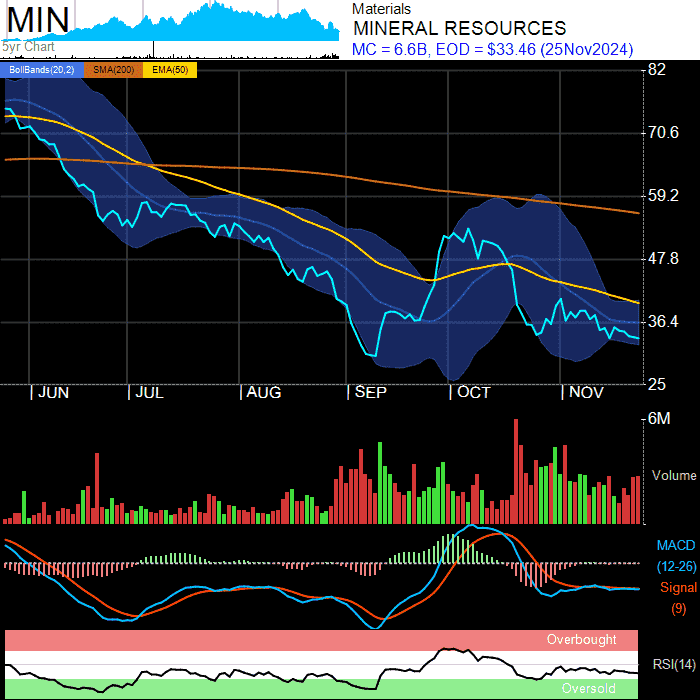 MIN
5yr Chart
Materials
MINERAL RESOURCES
MC = 6.6B, EOD = $33.46 (25Nov2024)
BollBands(20,2) SMA(200) EMA(50)
82
70.6
59.2
47.8
36.4
25
| JUN | JUL | AUG | SEP | OCT | NOV
6M
Volume
MACD
(12-26)
Signal
(9)
Overbought
RSI(14)
Oversold